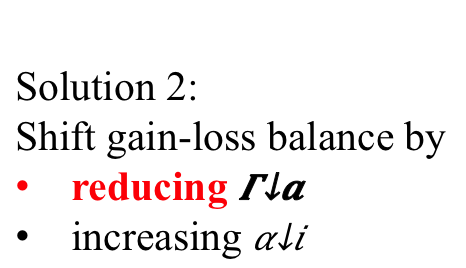 Solution 2:
Shift gain-loss balance by
• reducing Γ↓a
• increasing α↓i